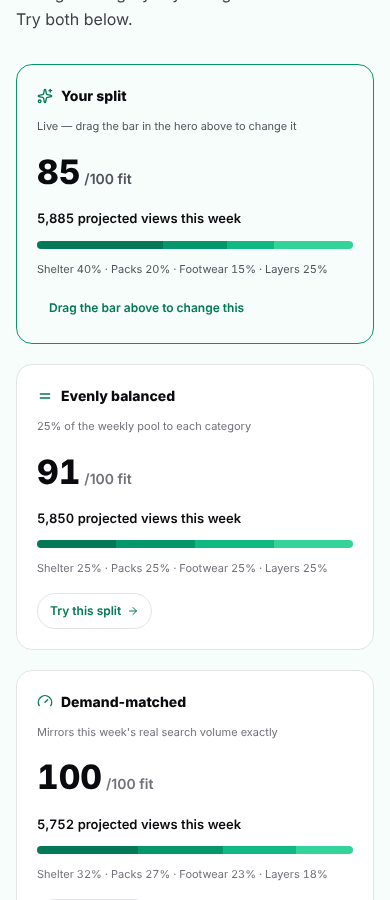 Try both below.
Your split
Live — drag the bar in the hero above to change it
85 /100 fit
5,885 projected views this week
Shelter 40% · Packs 20% · Footwear 15% · Layers 25%
Drag the bar above to change this
Evenly balanced
25% of the weekly pool to each category
91 /100 fit
5,850 projected views this week
Shelter 25% · Packs 25% · Footwear 25% · Layers 25%
Try this split →
Demand-matched
Mirrors this week's real search volume exactly
100 /100 fit
5,752 projected views this week
Shelter 32% · Packs 27% · Footwear 23% · Layers 18%